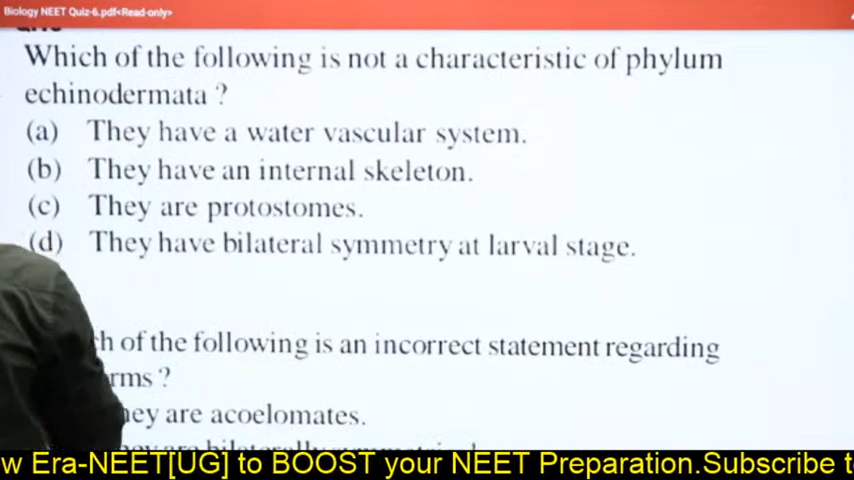 Biology NEET Quiz-6.pdf<Read-only>
Which of the following is not a characteristic of phylum
echinodermata ?
(a) They have a water vascular system.
(b) They have an internal skeleton.
(c) They are protostomes.
(d) They have bilateral symmetry at larval stage.
of the following is an incorrect statement regarding
?
are acoelomates.
w Era-NEET[UG] to BOOST your NEET Preparation.Subscribe